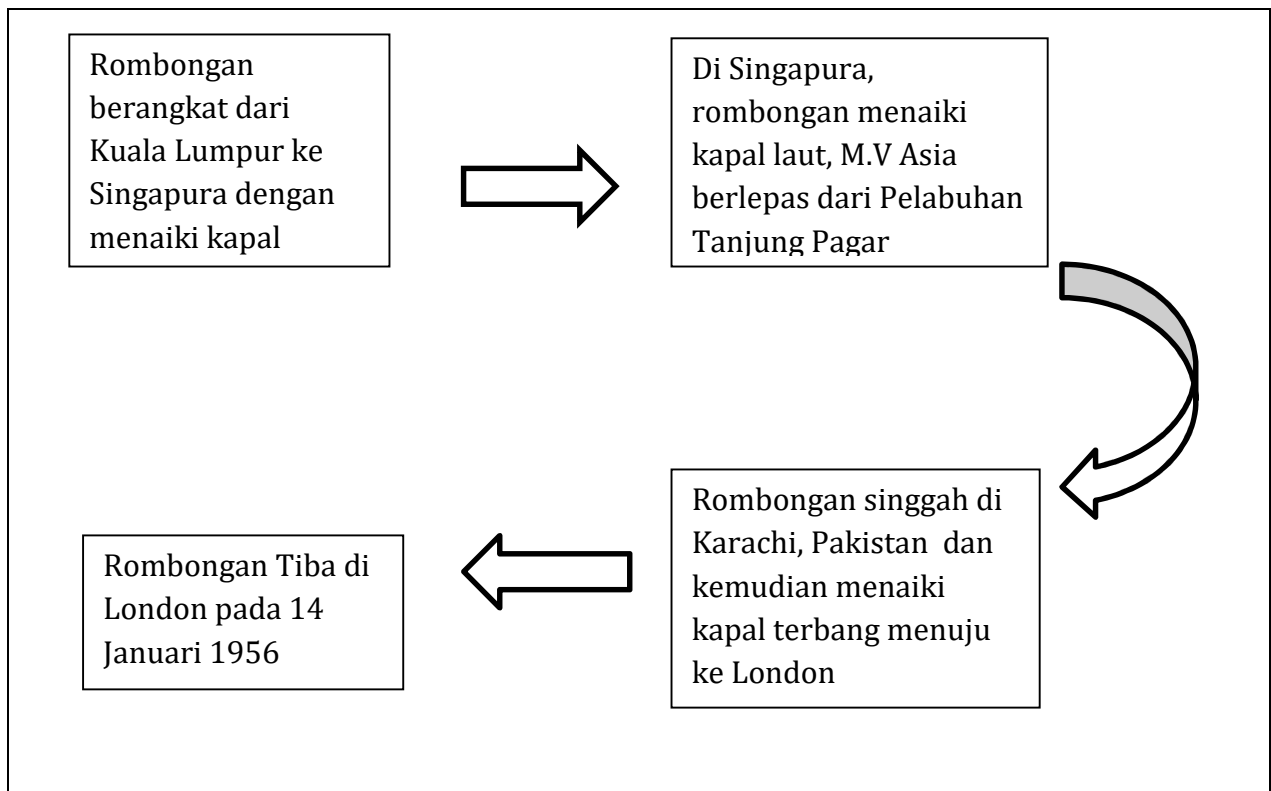 Rombongan
berangkat dari
Kuala Lumpur ke
Singapura dengan
menaiki kapal
Di Singapura,
rombongan menaiki
kapal laut, M.V Asia
berlepas dari Pelabuhan
Tanjung Pagar
Rombongan singgah di
Karachi, Pakistan  dan
kemudian menaiki
kapal terbang menuju
ke London
Rombongan Tiba di
London pada 14
Januari 1956